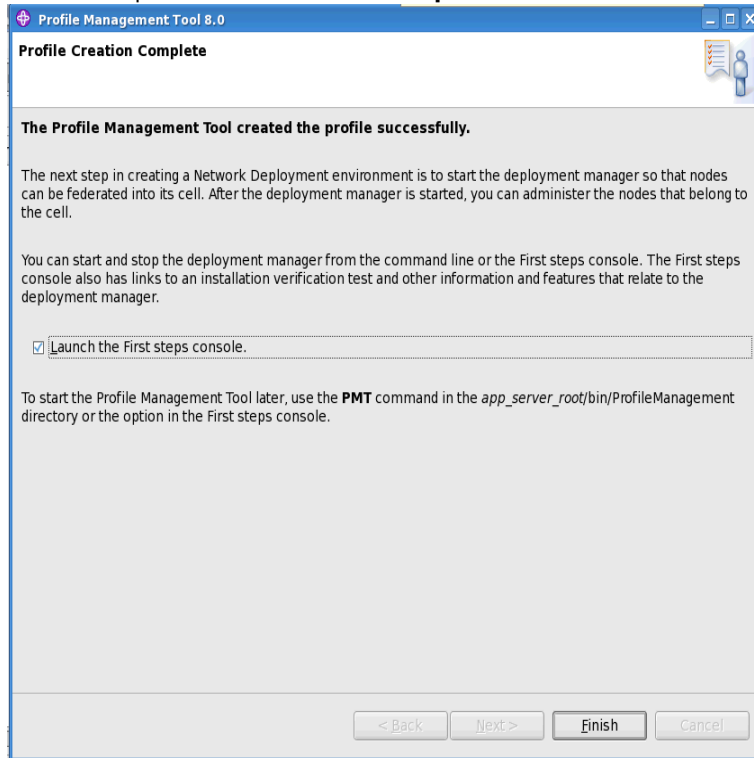 Profile Management Tool 8.0
Profile Creation Complete
The Profile Management Tool created the profile successfully.
The next step in creating a Network Deployment environment is to start the deployment manager so that nodes
can be federated into its cell. After the deployment manager is started, you can administer the nodes that belong to
the cell.
You can start and stop the deployment manager from the command line or the First steps console. The First steps
console also has links to an installation verification test and other information and features that relate to the
deployment manager.
Launch the First steps console.
To start the Profile Management Tool later, use the PMT command in the app_server_root/bin/ProfileManagement
directory or the option in the First steps console.
< Back Next > Finish Cancel